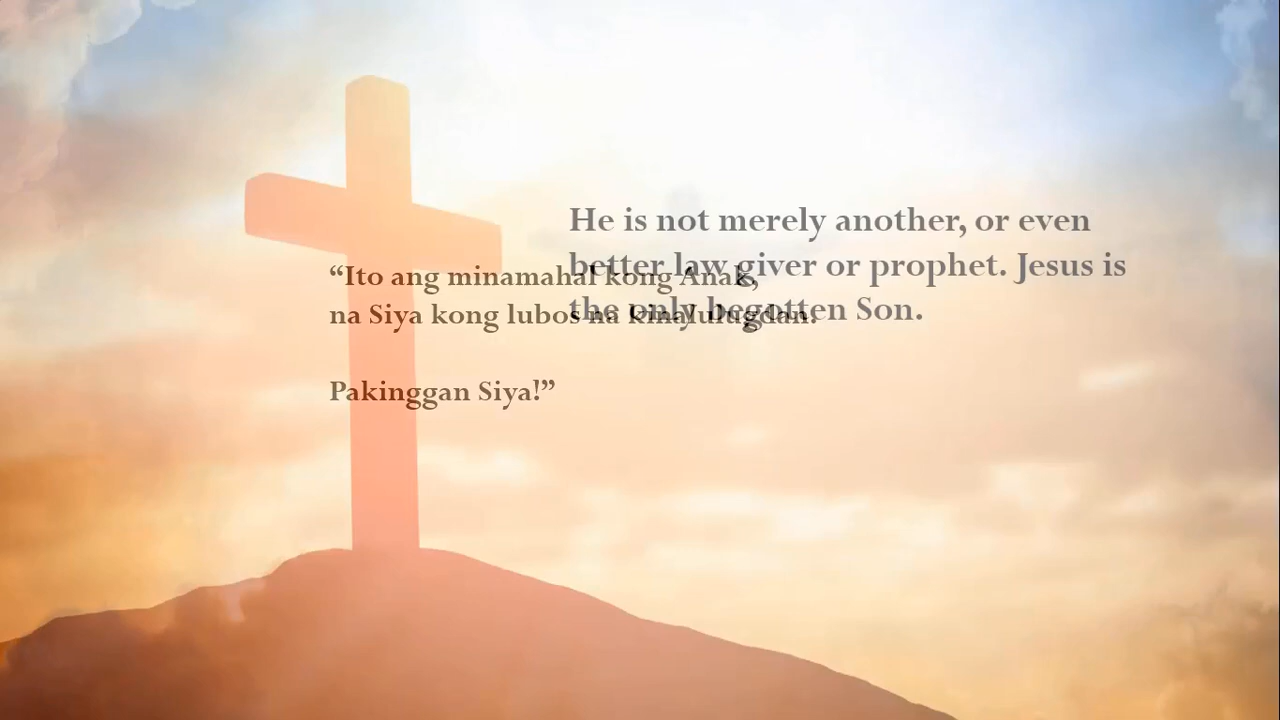 He is not merely another, or even
better law giver or prophet. Jesus is
the only begotten Son.
“Ito ang minamahal kong Anak,
na Siya kong lubos na kinalulugdan.
Pakinggan Siya!”